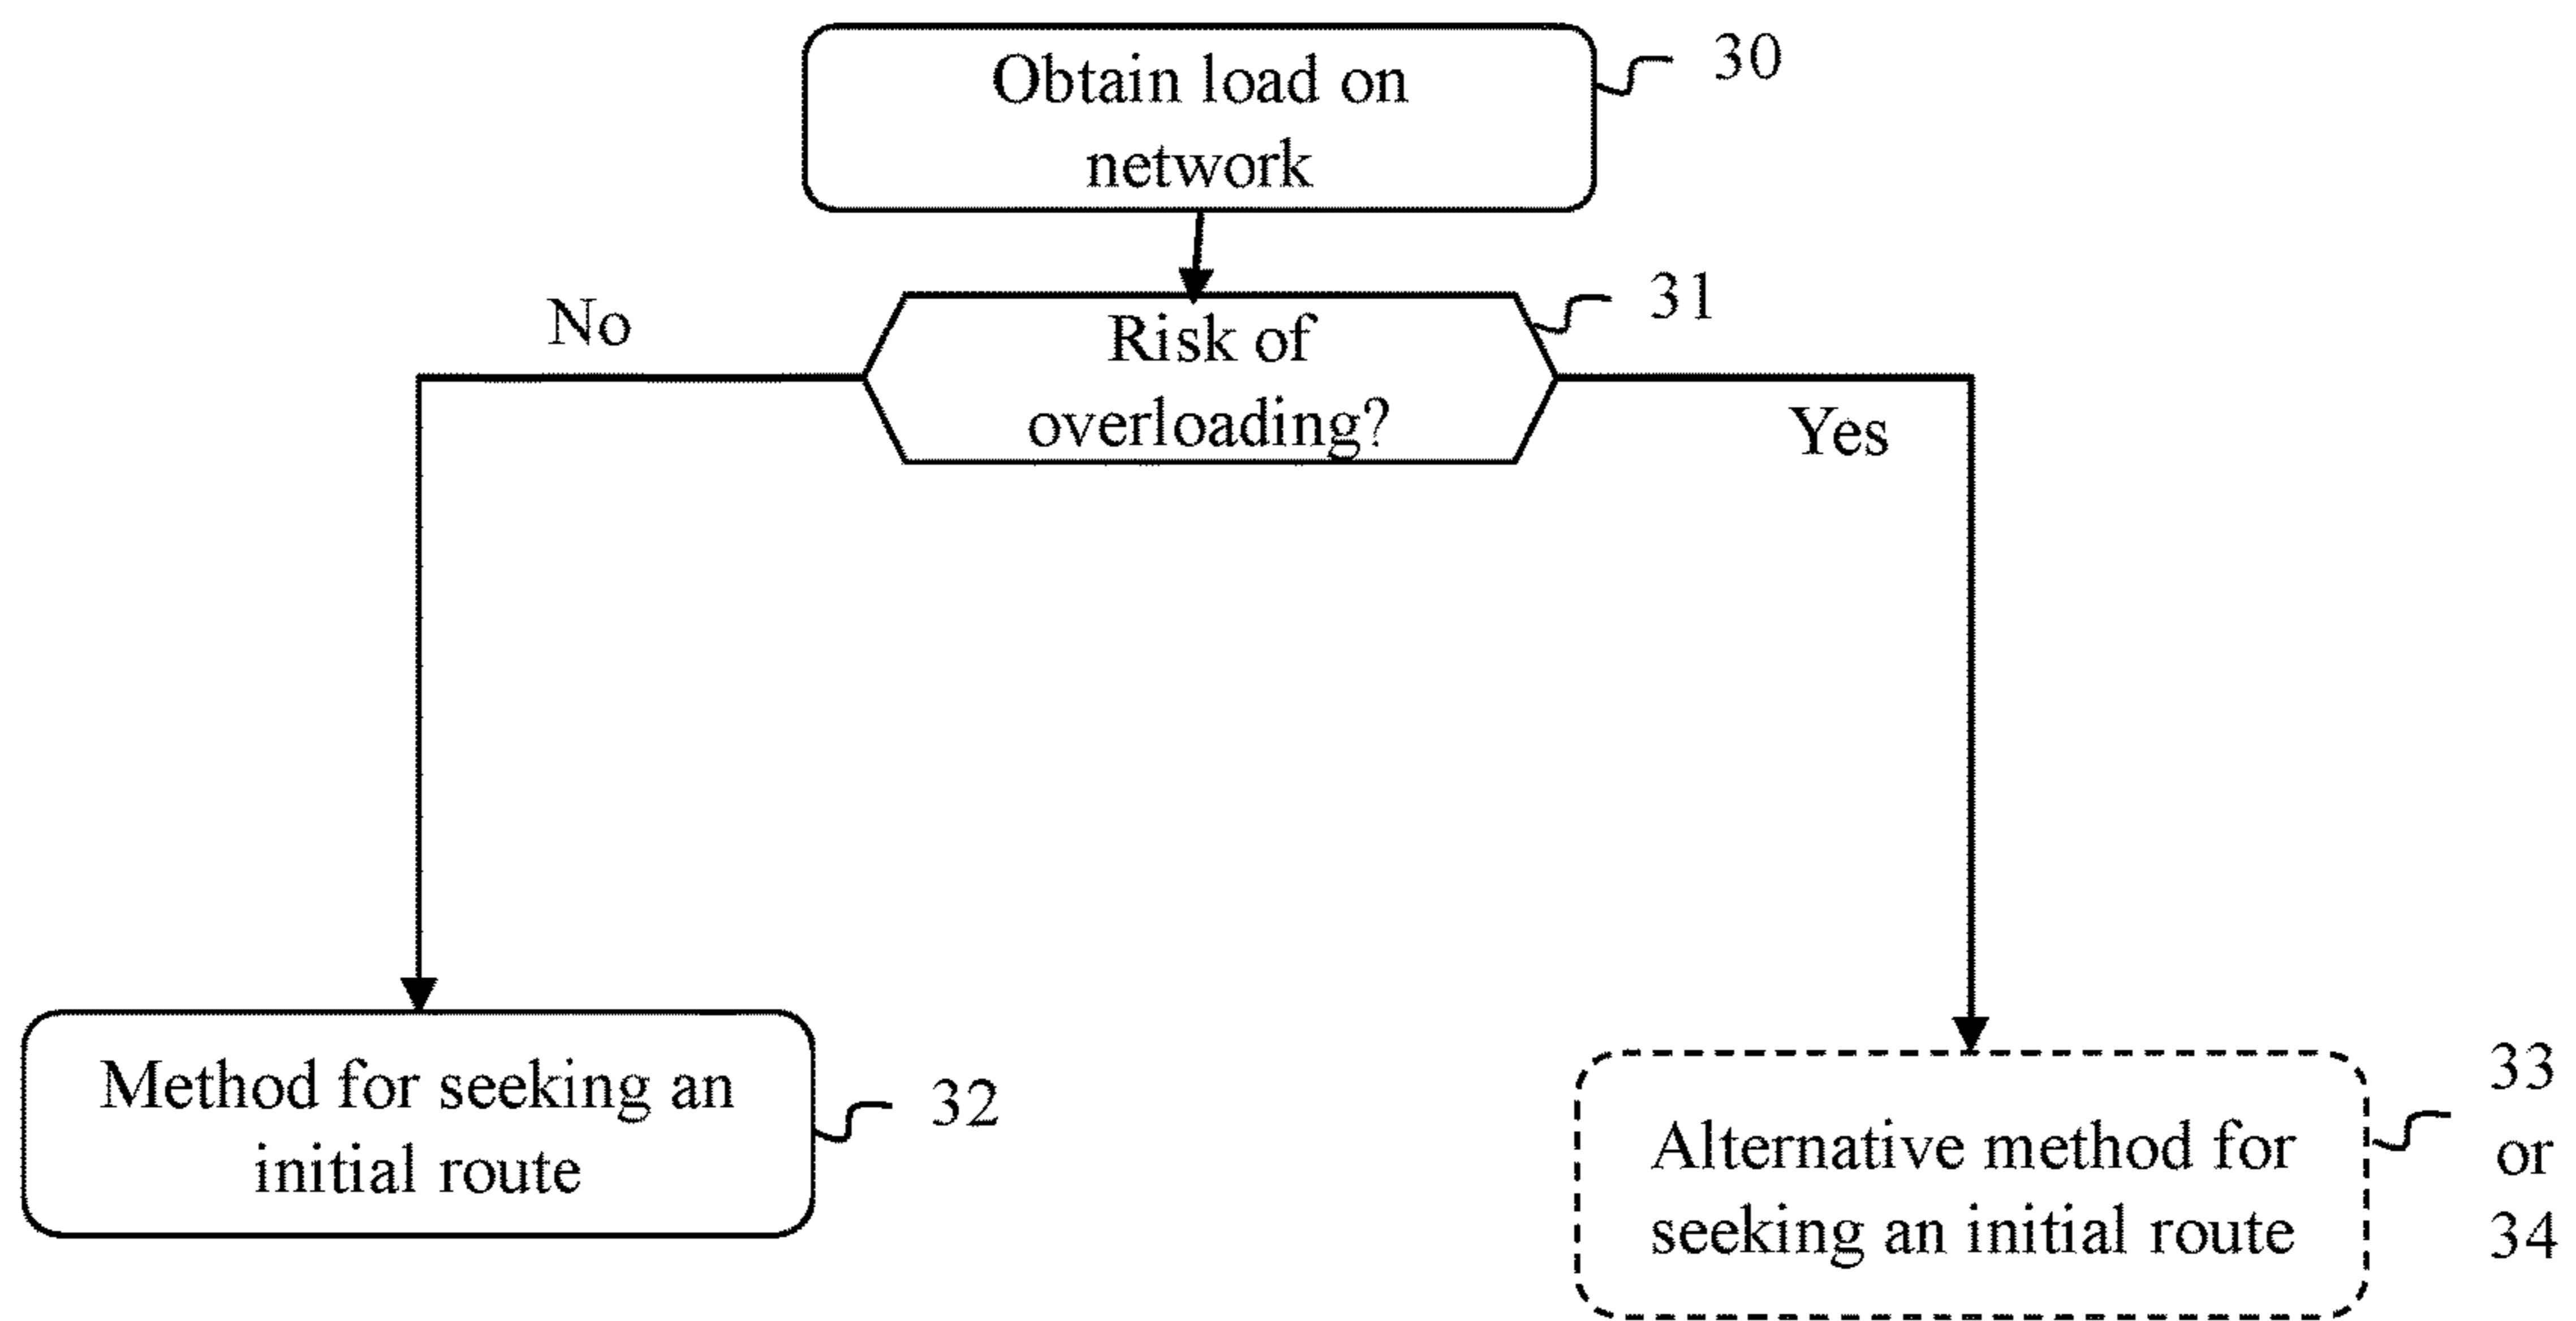 Obtain load on
network
30
Risk of
overloading?
31
No
Yes
Method for seeking an
initial route
32
Alternative method for
seeking an initial route
33
or
34